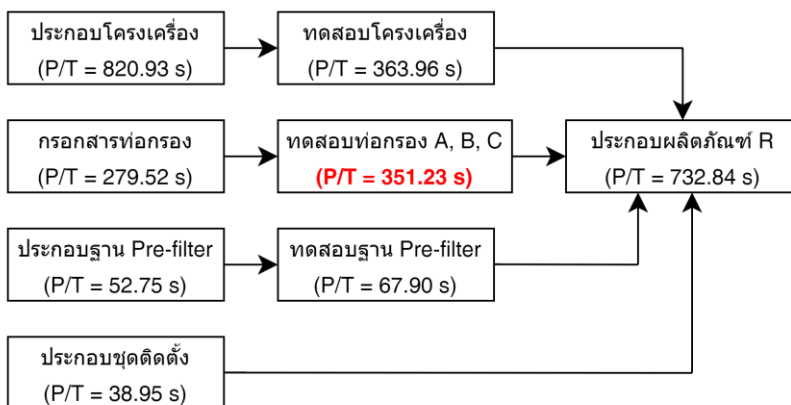 ประกอบโครงเครื่อง
(P/T = 820.93 s)
ทดสอบโครงเครื่อง
(P/T = 363.96 s)
กรอกสารท่อกรอง
(P/T = 279.52 s)
ทดสอบท่อกรอง A, B, C
(P/T = 351.23 s)
ประกอบผลิตภัณฑ์ R
(P/T = 732.84 s)
ประกอบฐาน Pre-filter
(P/T = 52.75 s)
ทดสอบฐาน Pre-filter
(P/T = 67.90 s)
ประกอบชุดติดตั้ง
(P/T = 38.95 s)